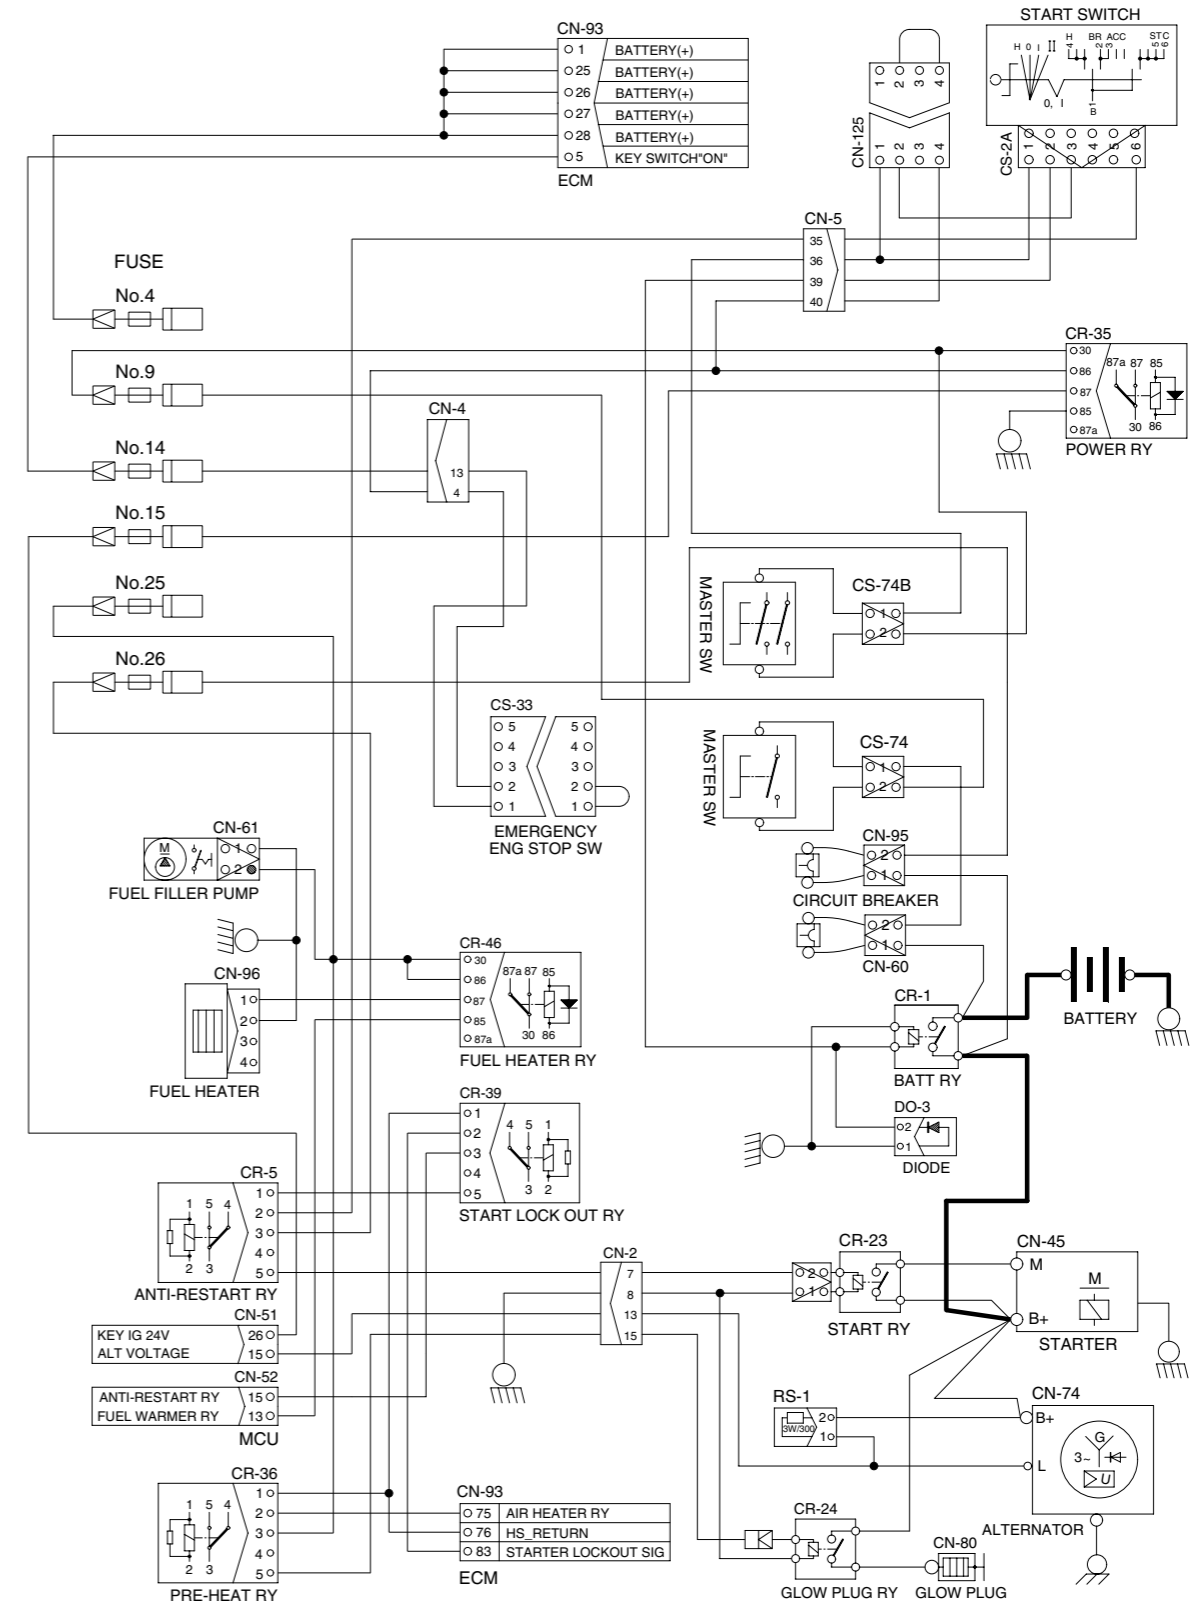 CN-93
START SWITCH
1 BATTERY(+)
25 BATTERY(+)
26 BATTERY(+)
27 BATTERY(+)
28 BATTERY(+)
5 KEY SWITCH"ON"
ECM
H 0 I II
H BR ACC ST C
4 2 3 5 6
0, I
1
B
1 2 3 4
CN-125
1 2 3 4
CS-2A
1 2 3 4 5 6
CN-5
35
36
39
40
FUSE
No.4
No.9
No.14
No.15
No.25
No.26
CR-35
30
86
87
85
87a
87a 87 85
30 86
POWER RY
CN-4
13
4
MASTER SW
CS-74B
1
2
CS-33
5 5
4 4
3 3
2 2
1 1
EMERGENCY
ENG STOP SW
MASTER SW
CS-74
1
2
CN-95
2
1
CIRCUIT BREAKER
2
1
CN-60
CN-61
M
1
2
FUEL FILLER PUMP
CN-96
1
2
3
4
FUEL HEATER
CR-46
30
86
87
85
87a
87a 87 85
30 86
FUEL HEATER RY
CR-1
BATT RY
BATTERY
DO-3
2
1
DIODE
CR-39
1
2
3
4
5
4 5 1
3 2
START LOCK OUT RY
CR-5
1
2
3
4
5
1 5 4
2 3
ANTI-RESTART RY
CN-2
7
8
13
15
CR-23
2
1
START RY
CN-45
M
M
B+
STARTER
CN-51
KEY IG 24V 26
ALT VOLTAGE 15
CN-52
ANTI-RESTART RY 15
FUEL WARMER RY 13
MCU
RS-1
3W/300
2
1
CN-74
B+
G
3~
U
L
ALTERNATOR
CR-36
1
2
3
4
5
1 5 4
2 3
PRE-HEAT RY
CN-93
75 AIR HEATER RY
76 HS_RETURN
83 STARTER LOCKOUT SIG
ECM
CR-24
GLOW PLUG RY
CN-80
GLOW PLUG